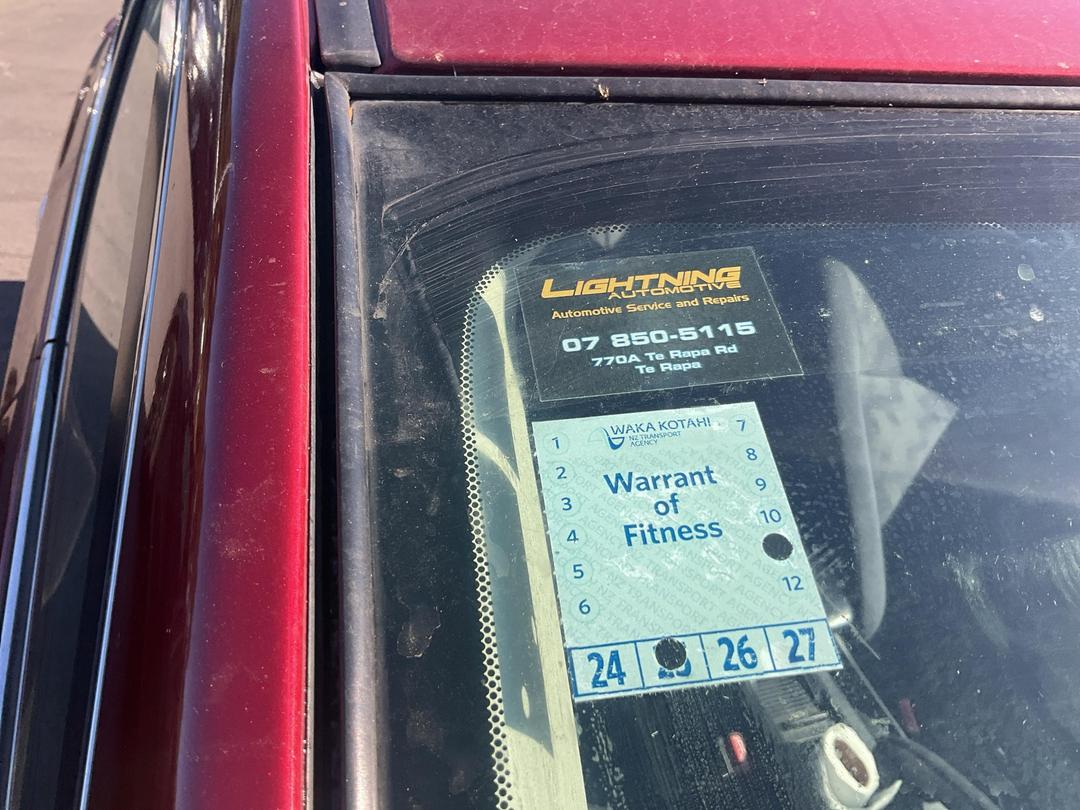 LIGHTNING
AUTOMOTIVE
Automotive Service and Repairs
07 850-5115
770A Te Rapa Rd
Te Rapa
WAKA KOTAHI
NZ TRANSPORT
AGENCY
Warrant
of
Fitness
1
2
3
4
5
6
7
8
9
10
12
24 26 27